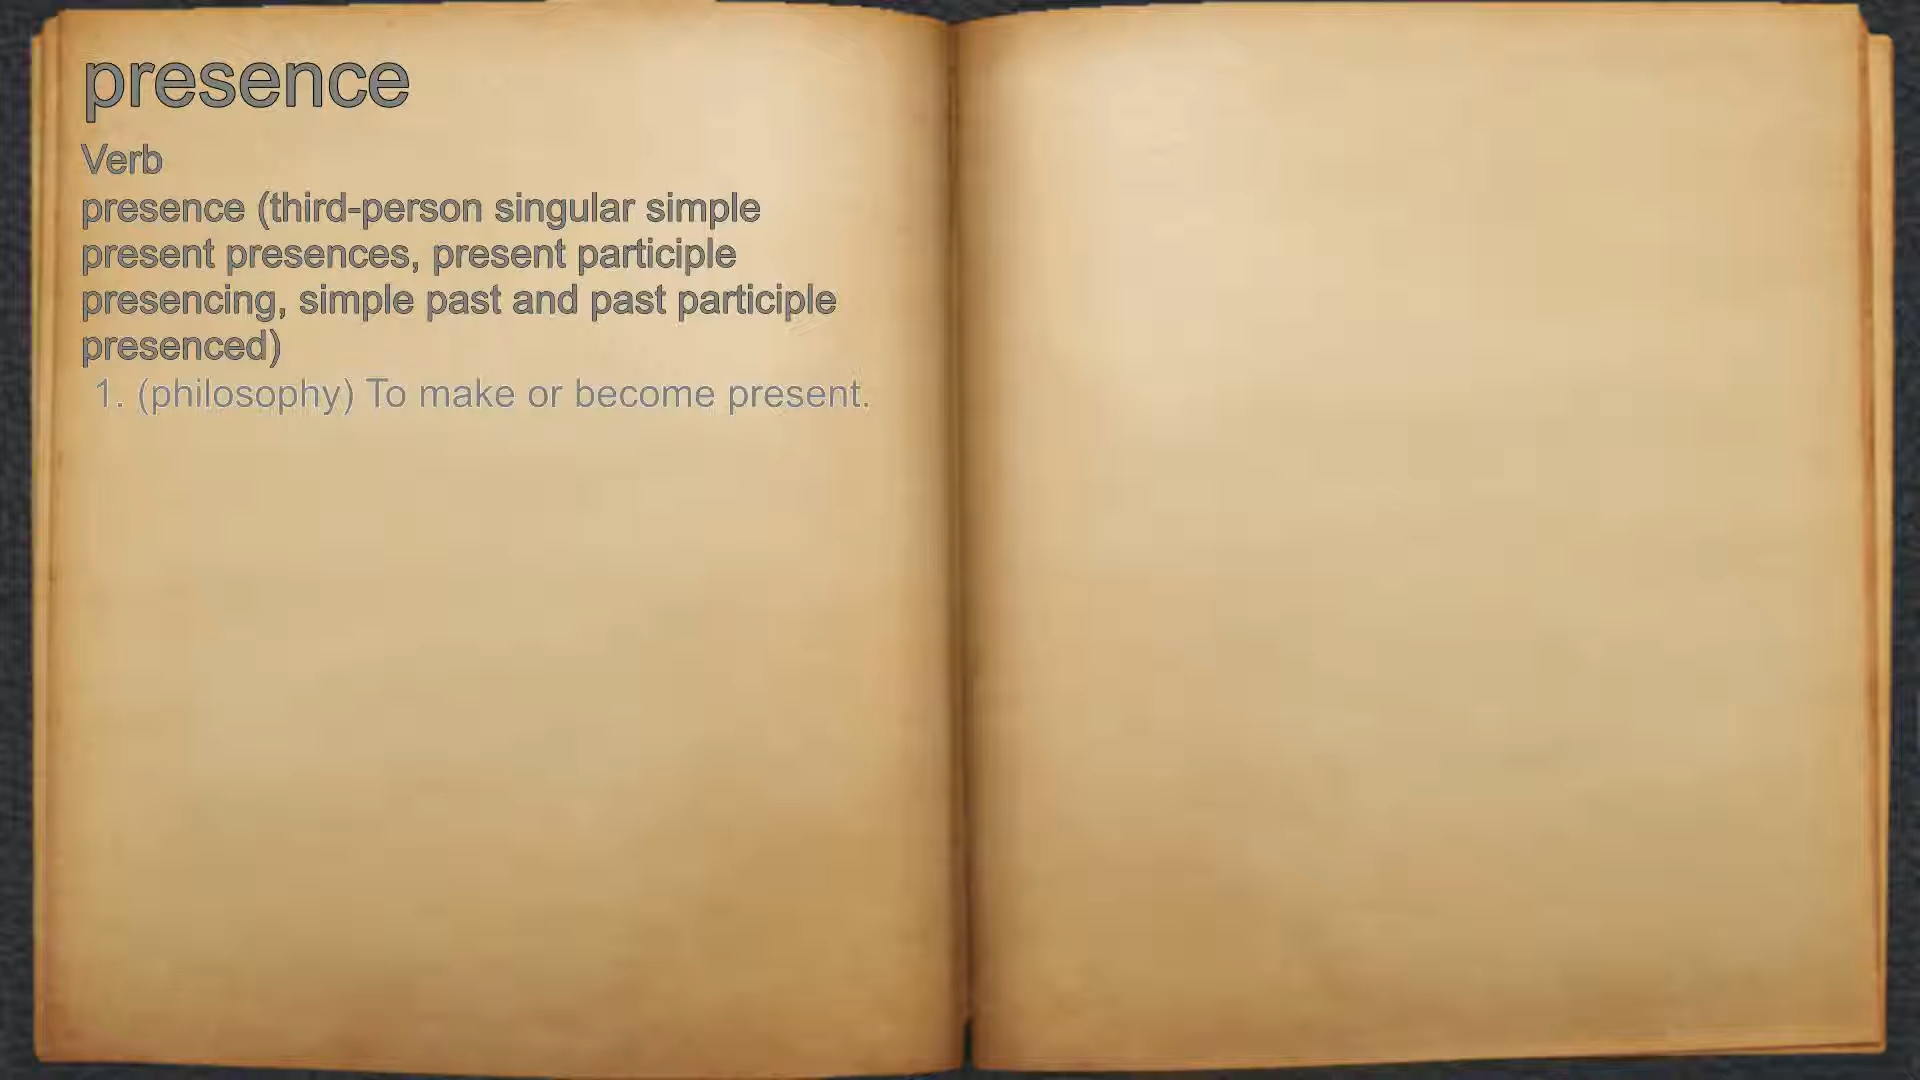 presence
Verb
presence (third-person singular simple
present presences, present participle
presencing, simple past and past participle
presenced)
1. (philosophy) To make or become present.